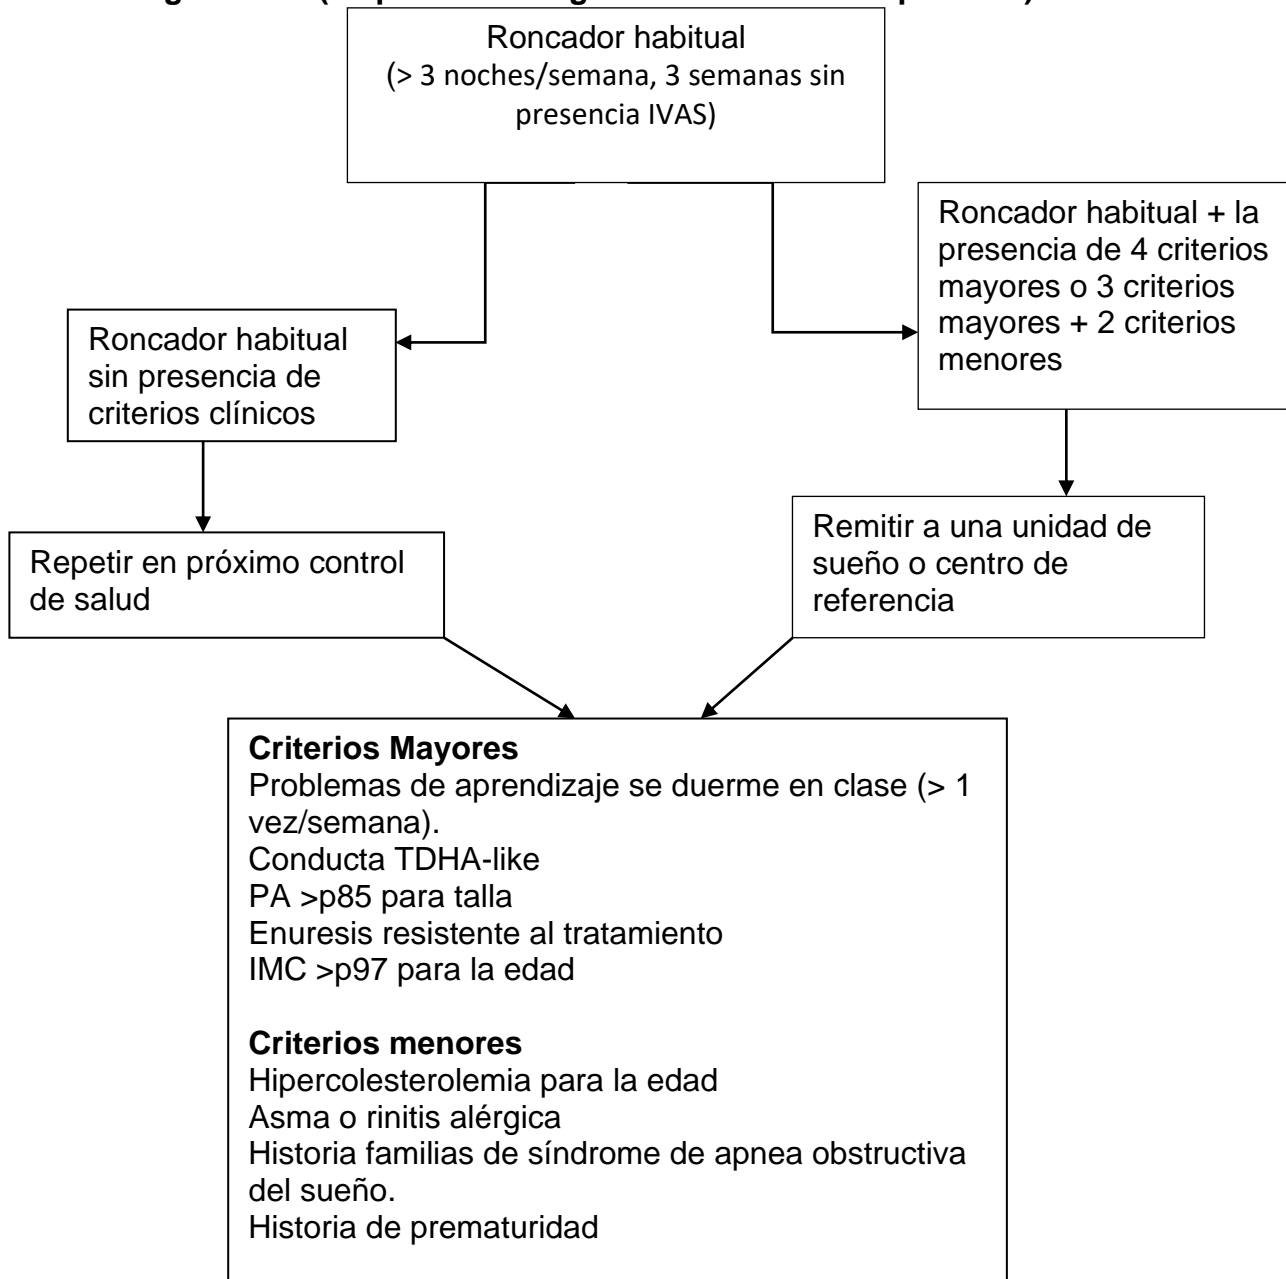 Roncador habitual
(> 3 noches/semana, 3 semanas sin
presencia IVAS)
Roncador habitual + la
presencia de 4 criterios
mayores o 3 criterios
mayores + 2 criterios
menores
Roncador habitual
sin presencia de
criterios clínicos
Remitir a una unidad de
sueño o centro de
referencia
Repetir en próximo control
de salud
Criterios Mayores
Problemas de aprendizaje se duerme en clase (> 1
vez/semana).
Conducta TDHA-like
PA >p85 para talla
Enuresis resistente al tratamiento
IMC >p97 para la edad
Criterios menores
Hipercolesterolemia para la edad
Asma o rinitis alérgica
Historia familias de síndrome de apnea obstructiva
del sueño.
Historia de prematuridad